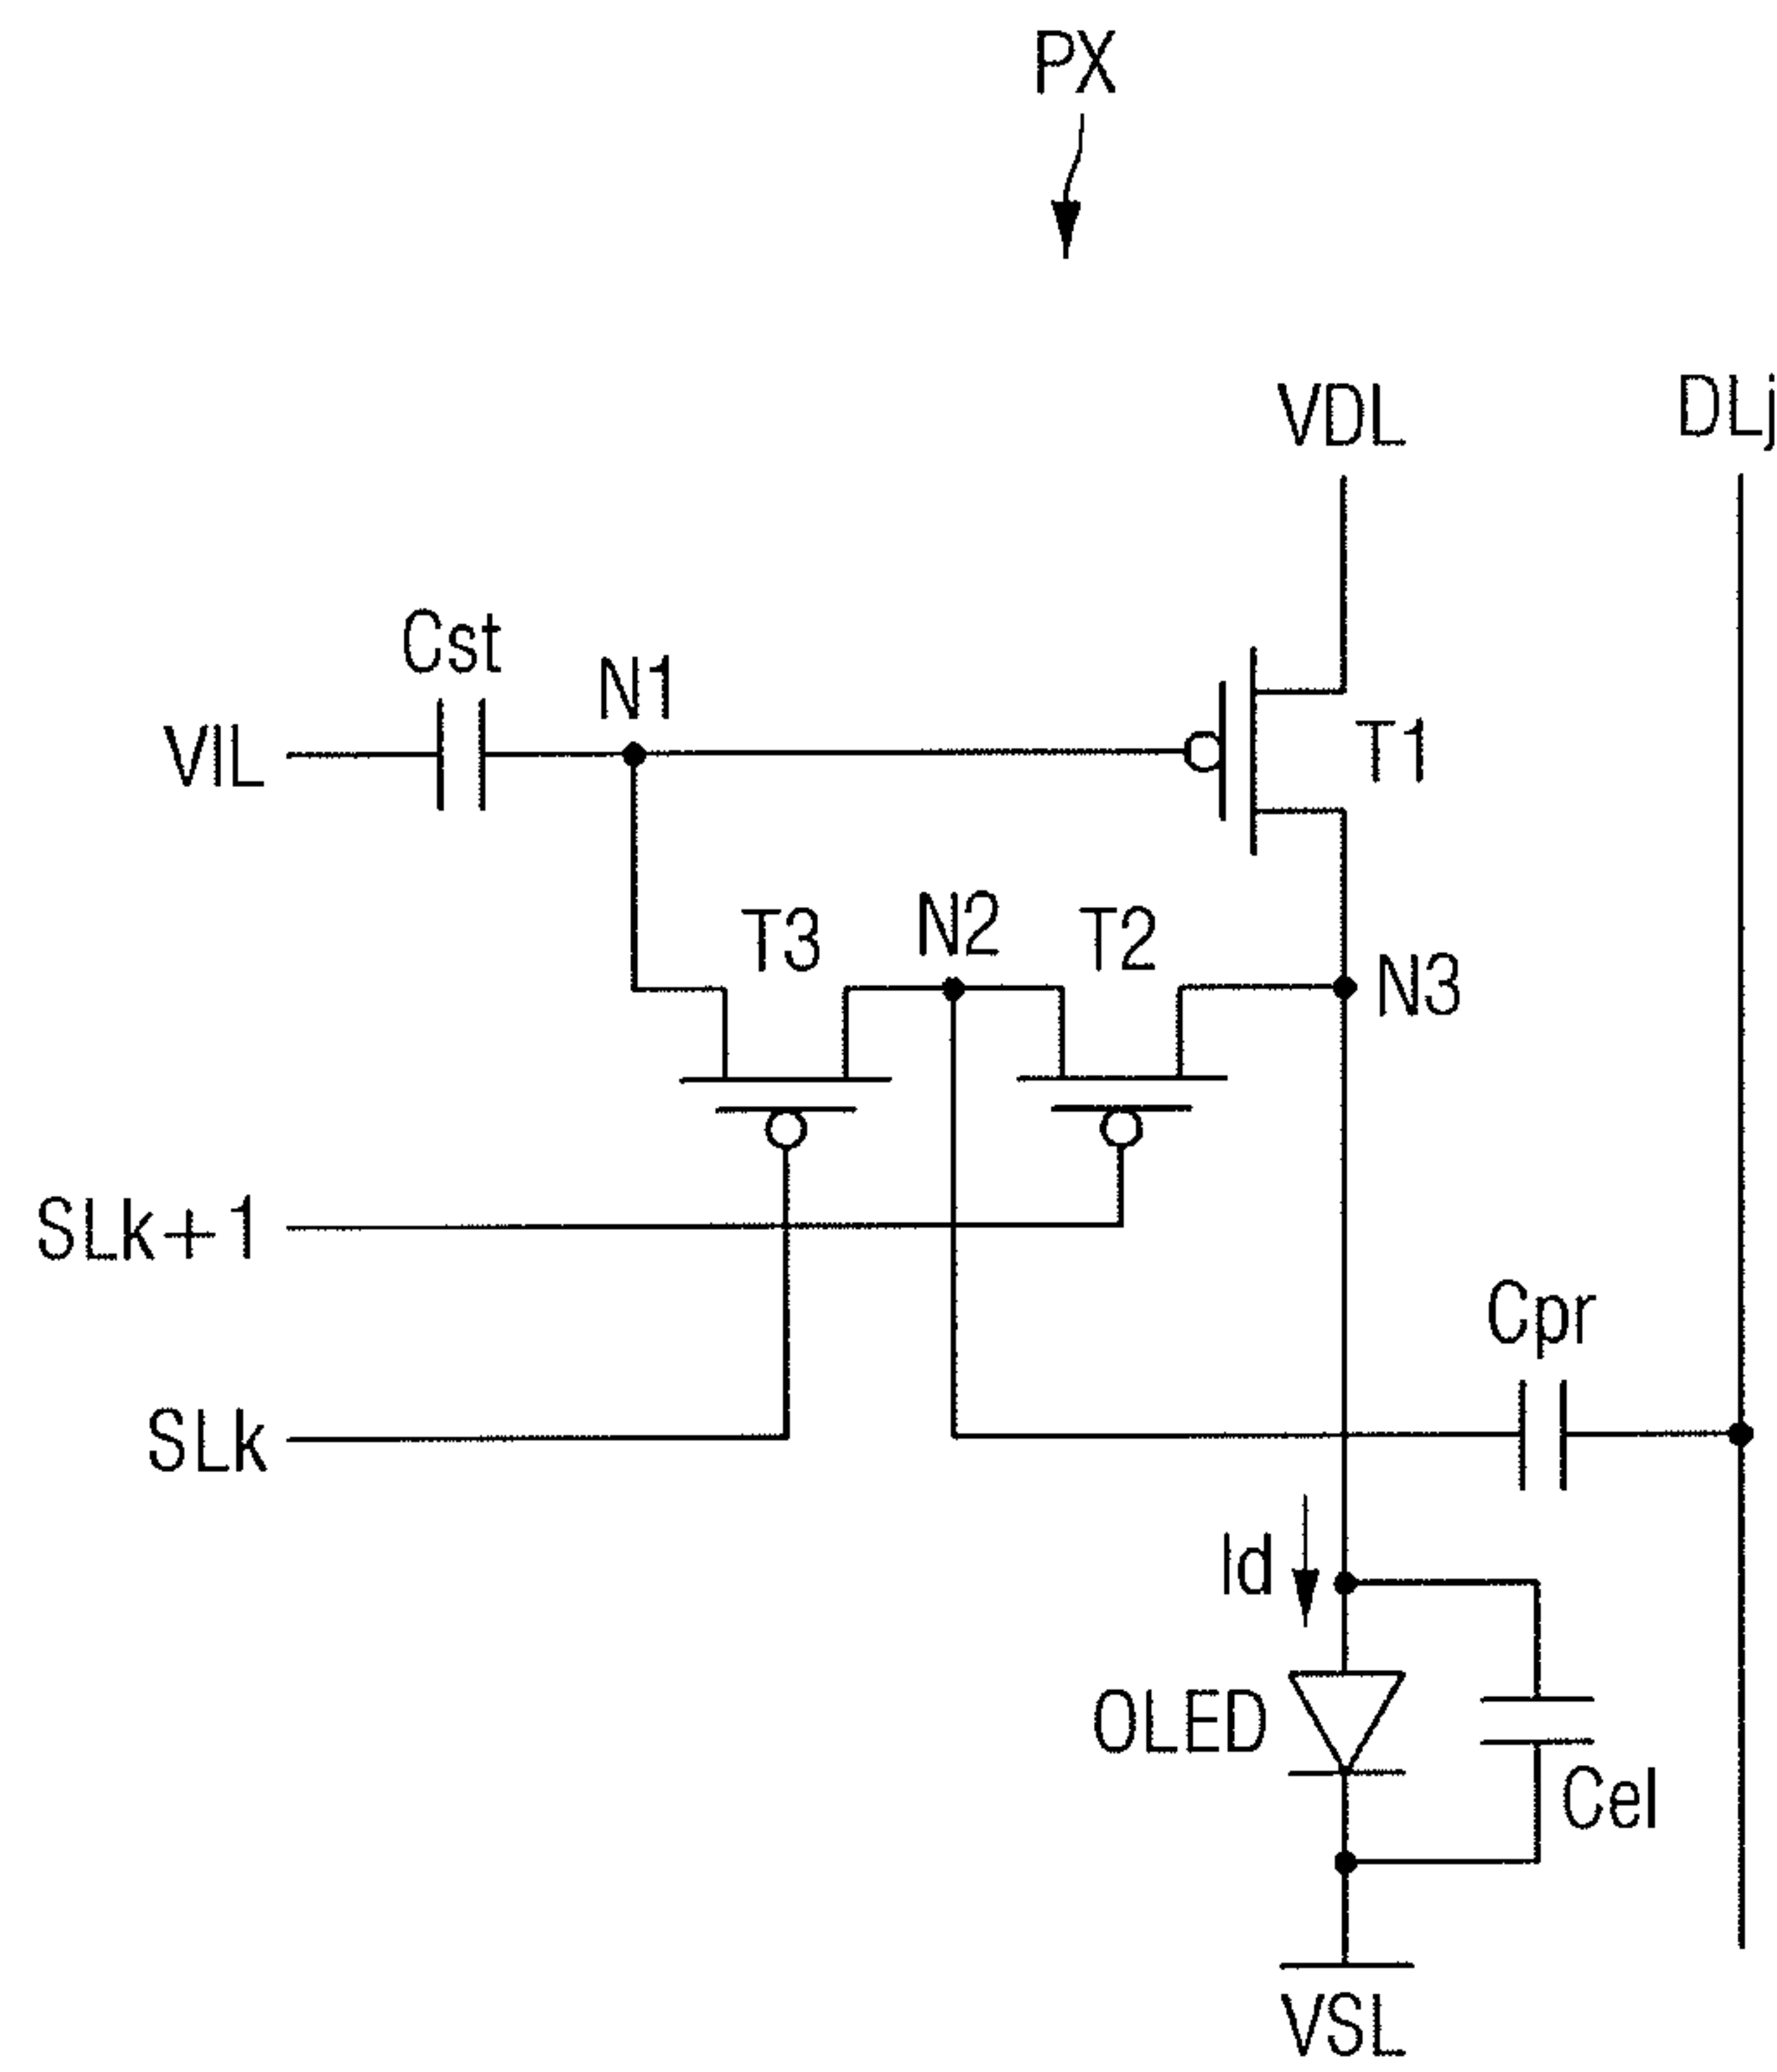 PX
VDL
DLj
Cst
N1
VIL
T1
T3
N2
T2
N3
SLk+1
Cpr
SLk
Id
OLED
Cel
VSL